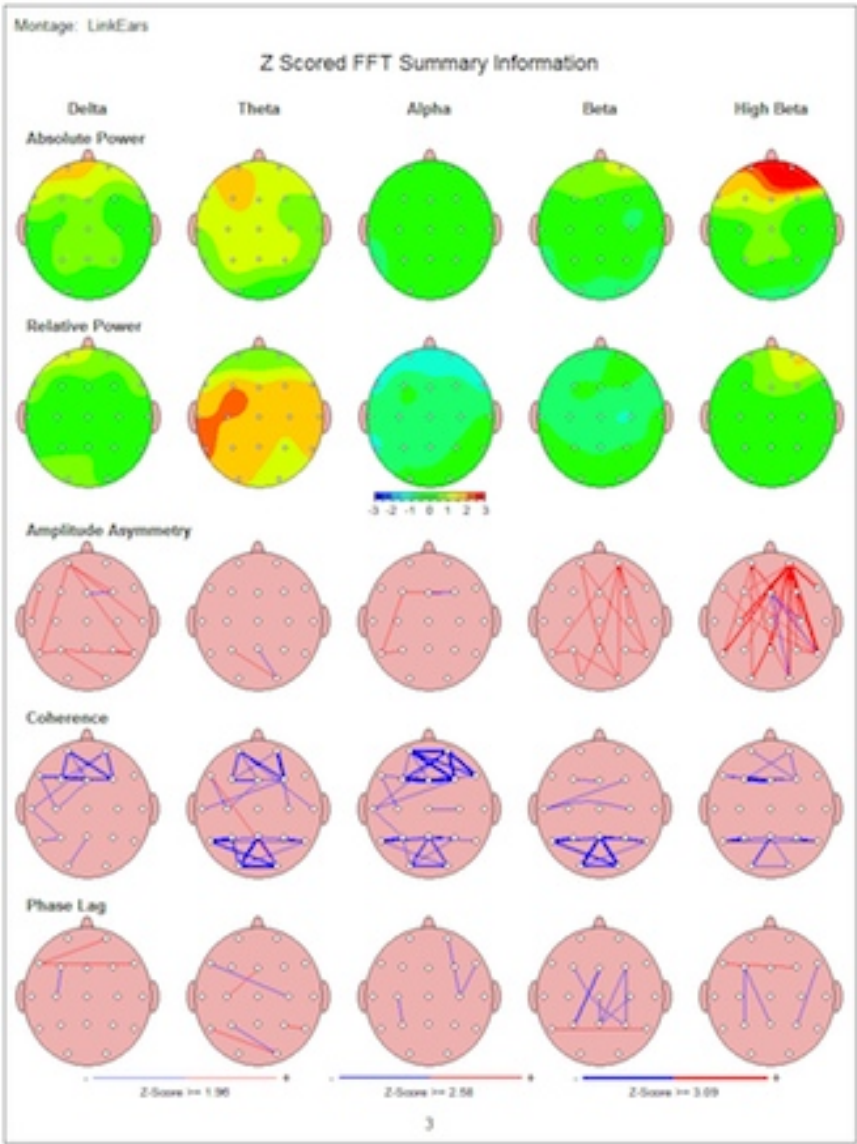 Montage: LinkEars
Z Scored FFT Summary Information
Delta Theta Alpha Beta High Beta
Absolute Power
Relative Power
-3 -2 -1 0 1 2 3
Amplitude Asymmetry
Coherence
Phase Lag
- + - + - +
Z-Score >= 1.96 Z-Score >= 2.58 Z-Score >= 3.09
3